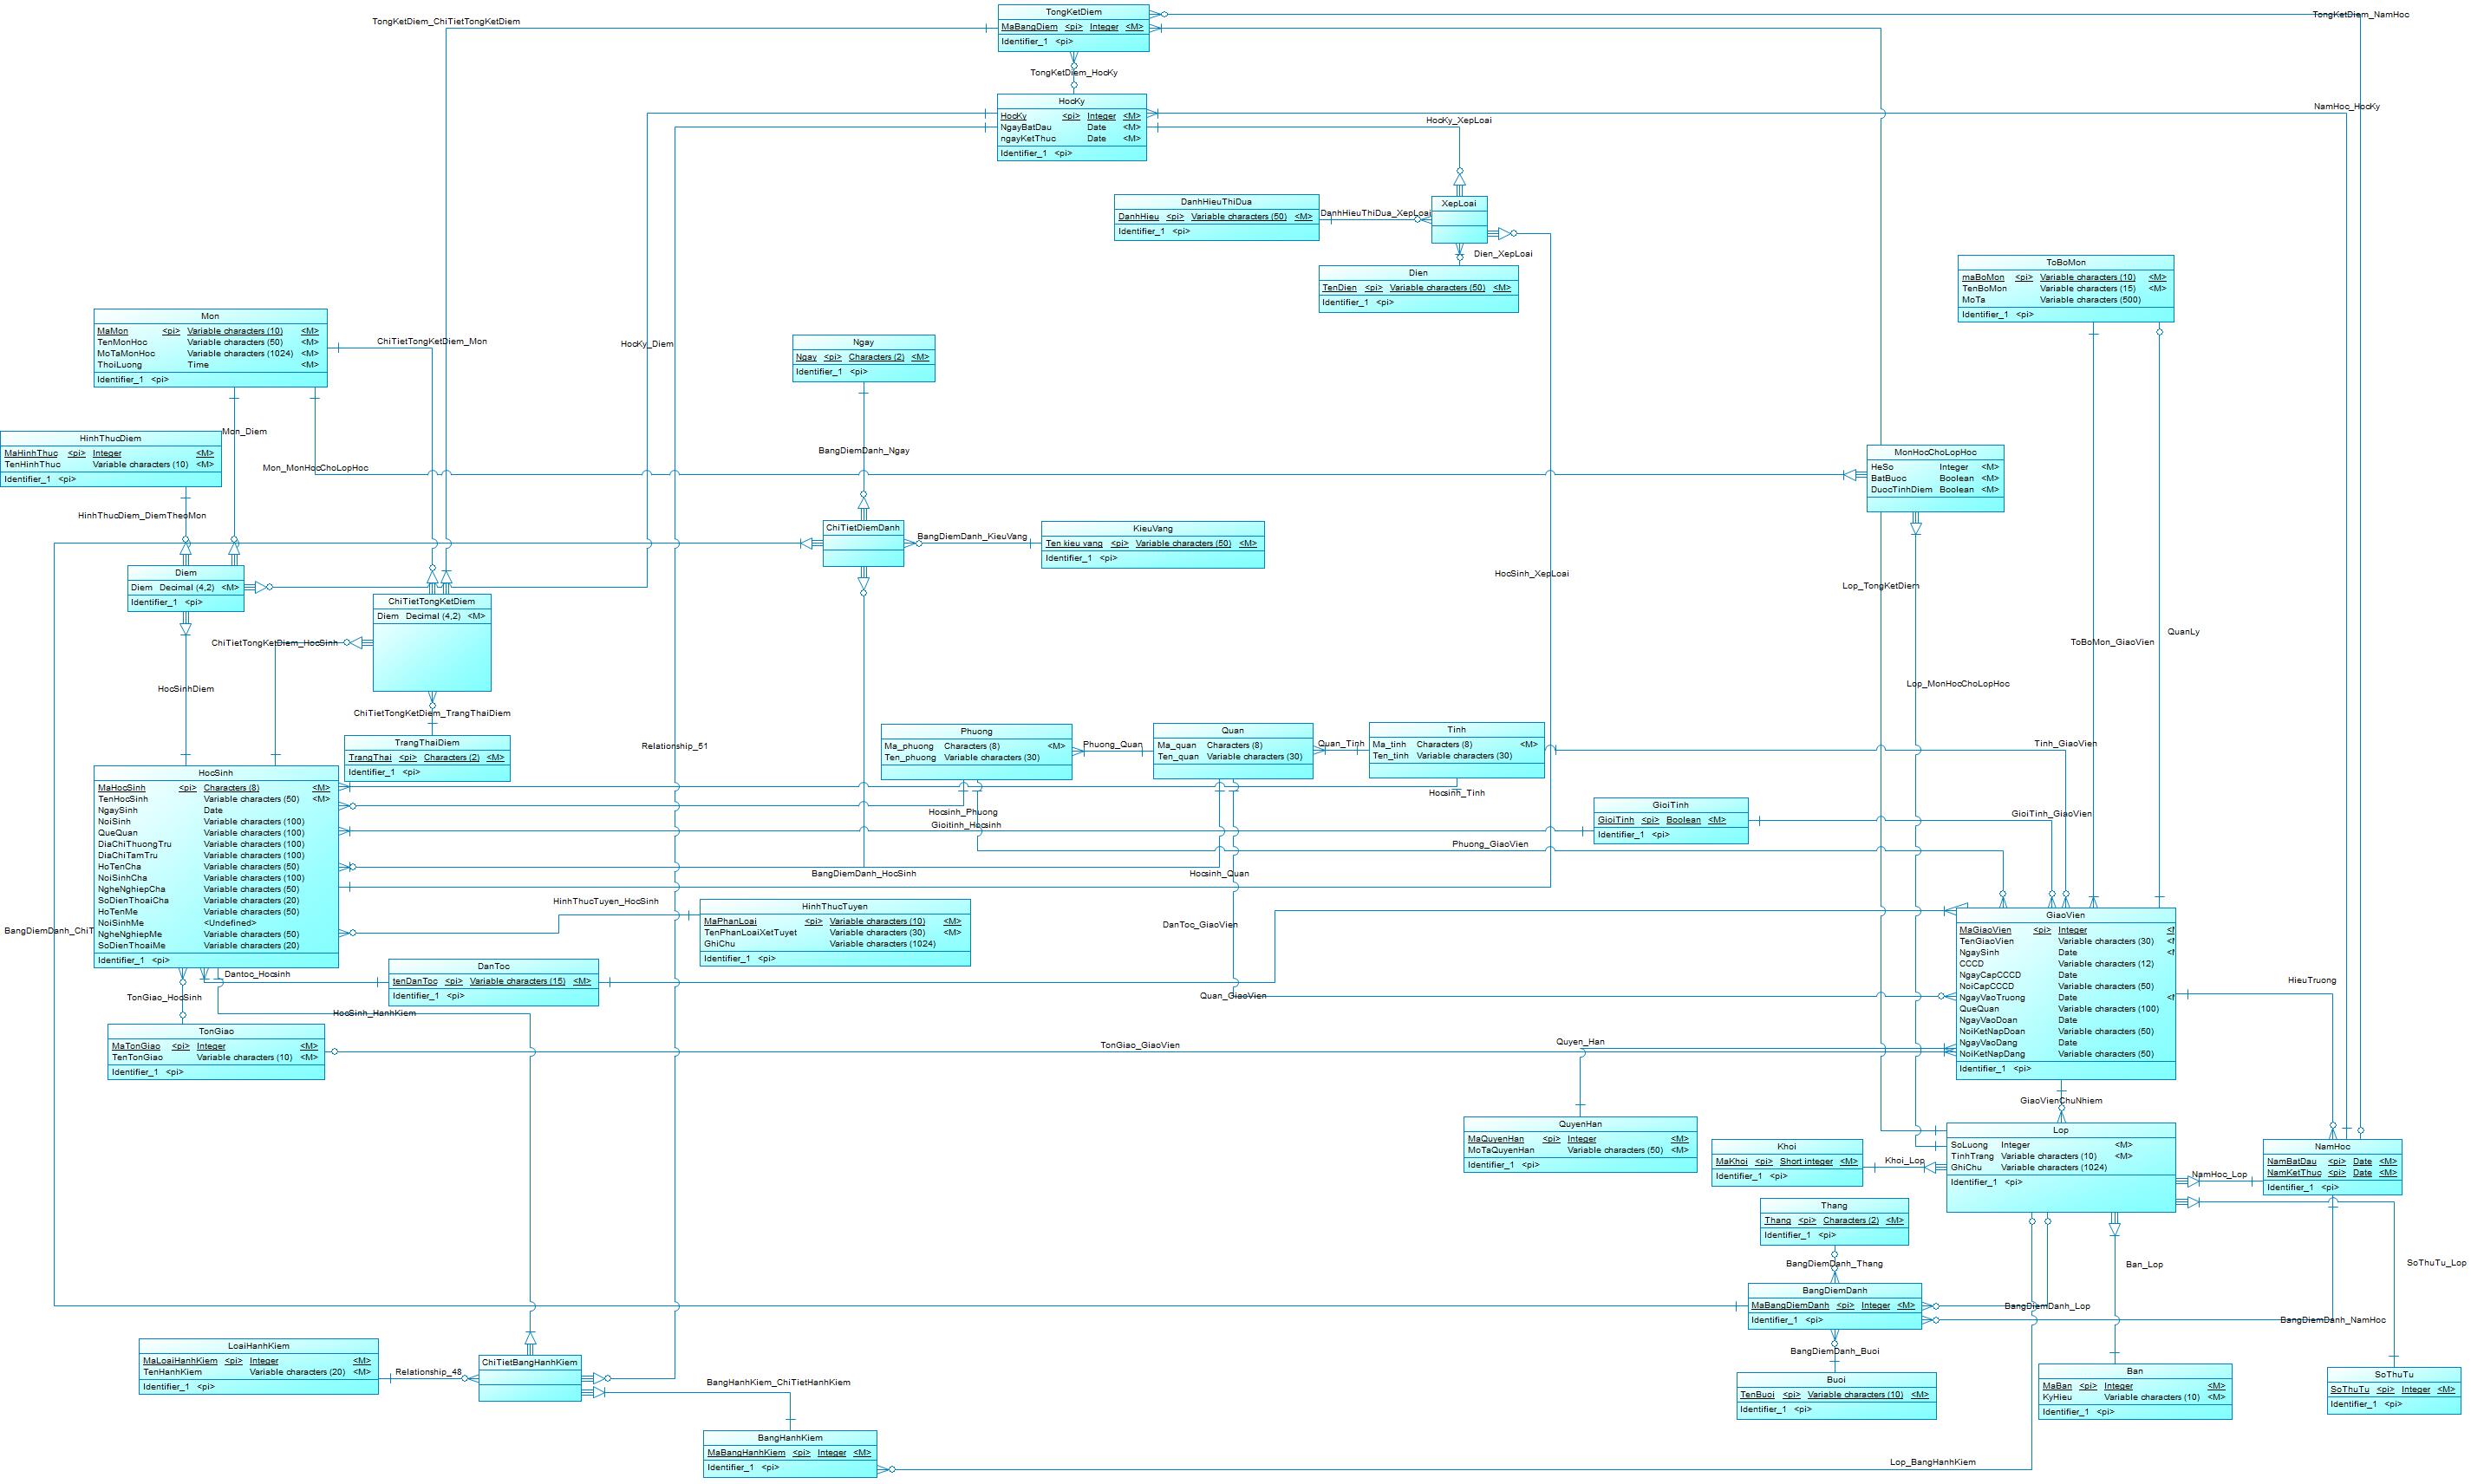 TongKetDiem
MaBangDiem <pi> Integer <M>
Identifier_1 <pi>
TongKetDiem_ChiTietTongKetDiem
TongKetDiem_NamHoc
TongKetDiem_HocKy
HocKy
HocKy <pi> Integer <M>
NgayBatDau Date <M>
ngayKetThuc Date <M>
Identifier_1 <pi>
NamHoc_HocKy
HocKy_XepLoai
DanhHieuThiDua
DanhHieu <pi> Variable characters (50) <M>
Identifier_1 <pi>
DanhHieuThiDua_XepLoai
XepLoai
Dien_XepLoai
Dien
TenDien <pi> Variable characters (50) <M>
Identifier_1 <pi>
ToBoMon
maBoMon <pi> Variable characters (10) <M>
TenBoMon Variable characters (15) <M>
MoTa Variable characters (500)
Identifier_1 <pi>
Mon
MaMon <pi> Variable characters (10) <M>
TenMonHoc Variable characters (50) <M>
MoTaMonHoc Variable characters (1024) <M>
ThoiLuong Time <M>
Identifier_1 <pi>
ChiTietTongKetDiem_Mon
HocKy_Diem
Ngay
Ngay <pi> Characters (2) <M>
Identifier_1 <pi>
Mon_Diem
HinhThucDiem
MaHinhThuc <pi> Integer <M>
TenHinhThuc Variable characters (10) <M>
Identifier_1 <pi>
Mon_MonHocChoLopHoc
BangDiemDanh_Ngay
MonHocChoLopHoc
HeSo Integer <M>
BatBuoc Boolean <M>
DuocTinhDiem Boolean <M>
HinhThucDiem_DiemTheoMon
ChiTietDiemDanh
BangDiemDanh_KieuVang
KieuVang
Ten kieu vang <pi> Variable characters (50) <M>
Identifier_1 <pi>
Diem
Diem Decimal (4,2) <M>
Identifier_1 <pi>
HocSinh_XepLoai
Lop_TongKetDiem
ChiTietTongKetDiem
Diem Decimal (4,2) <M>
ChiTietTongKetDiem_HocSinh
ToBoMon_GiaoVien
QuanLy
HocSinhDiem
Lop_MonHocChoLopHoc
ChiTietTongKetDiem_TrangThaiDiem
TrangThaiDiem
TrangThai <pi> Characters (2) <M>
Identifier_1 <pi>
Relationship_51
Phuong
Ma_phuong Characters (8) <M>
Ten_phuong Variable characters (30)
Phuong_Quan
Quan
Ma_quan Characters (8)
Ten_quan Variable characters (30)
Quan_Tinh
Tinh
Ma_tinh Characters (8) <M>
Ten_tinh Variable characters (30)
Tinh_GiaoVien
HocSinh
MaHocSinh <pi> Characters (8) <M>
TenHocSinh Variable characters (50) <M>
NgaySinh Date
NoiSinh Variable characters (100)
QueQuan Variable characters (100)
DiaChiThuongTru Variable characters (100)
DiaChiTamTru Variable characters (100)
HoTenCha Variable characters (50)
NoiSinhCha Variable characters (100)
NgheNghiepCha Variable characters (50)
SoDienThoaiCha Variable characters (20)
HoTenMe Variable characters (50)
NoiSinhMe <Undefined>
NgheNghiepMe Variable characters (50)
SoDienThoaiMe Variable characters (20)
Identifier_1 <pi>
Hocsinh_Tinh
Hocsinh_Phuong
Gioitinh_Hocsinh
GioiTinh
GioiTinh <pi> Boolean <M>
Identifier_1 <pi>
GioiTinh_GiaoVien
Phuong_GiaoVien
BangDiemDanh_HocSinh
Hocsinh_Quan
HinhThucTuyen_HocSinh
HinhThucTuyen
MaPhanLoai <pi> Variable characters (10) <M>
TenPhanLoaiXetTuyet Variable characters (30) <M>
GhiChu Variable characters (1024)
Identifier_1 <pi>
DanToc_GiaoVien
BangDiemDanh_ChiT
GiaoVien
MaGiaoVien <pi> Integer
TenGiaoVien Variable characters (30)
NgaySinh Date
CCCD Variable characters (12)
NgayCapCCCD Date
NoiCapCCCD Variable characters (50)
NgayVaoTruong Date
QueQuan Variable characters (100)
NgayVaoDoan Date
NoiKetNapDoan Variable characters (50)
NgayVaoDang Date
NoiKetNapDang Variable characters (50)
Identifier_1 <pi>
HieuTruong
Dantoc_Hocsinh
DanToc
tenDanToc <pi> Variable characters (15) <M>
Identifier_1 <pi>
Quan_GiaoVien
TonGiao_HocSinh
HocSinh_HanhKiem
TonGiao
MaTonGiao <pi> Integer <M>
TenTonGiao Variable characters (10) <M>
Identifier_1 <pi>
TonGiao_GiaoVien
Quyen_Han
GiaoVienChuNhiem
QuyenHan
MaQuyenHan <pi> Integer <M>
MoTaQuyenHan Variable characters (50) <M>
Identifier_1 <pi>
Khoi
MaKhoi <pi> Short integer <M>
Identifier_1 <pi>
Khoi_Lop
Lop
SoLuong Integer <M>
TinhTrang Variable characters (10) <M>
GhiChu Variable characters (1024)
Identifier_1 <pi>
NamHoc_Lop
NamHoc
NamBatDau <pi> Date <M>
NamKetThuc <pi> Date <M>
Identifier_1 <pi>
Thang
Thang <pi> Characters (2) <M>
Identifier_1 <pi>
BangDiemDanh_Thang
Ban_Lop
SoThuTu_Lop
BangDiemDanh
MaBangDiemDanh <pi> Integer <M>
Identifier_1 <pi>
BangDiemDanh_Lop
BangDiemDanh_NamHoc
BangDiemDanh_Buoi
LoaiHanhKiem
MaLoaiHanhKiem <pi> Integer <M>
TenHanhKiem Variable characters (20) <M>
Identifier_1 <pi>
Relationship_48
ChiTietBangHanhKiem
BangHanhKiem_ChiTietHanhKiem
Buoi
TenBuoi <pi> Variable characters (10) <M>
Identifier_1 <pi>
Ban
MaBan <pi> Integer <M>
KyHieu Variable characters (10) <M>
Identifier_1 <pi>
SoThuTu
SoThuTu <pi> Integer <M>
Identifier_1 <pi>
BangHanhKiem
MaBangHanhKiem <pi> Integer <M>
Identifier_1 <pi>
Lop_BangHanhKiem